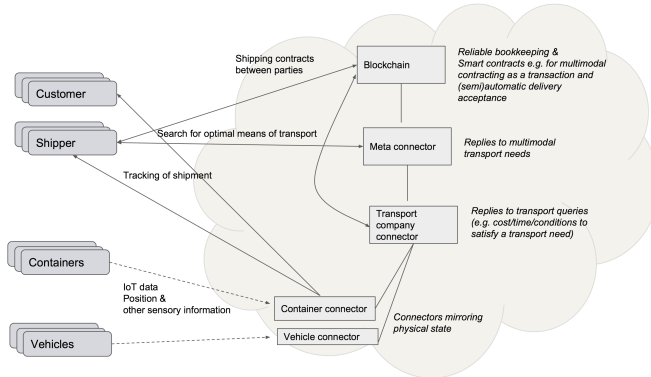 Shipping contracts
between parties
Blockchain
Reliable bookkeeping &
Smart contracts e.g. for multimodal
contracting as a transaction and
(semi)automatic delivery
acceptance
Customer
Shipper
Search for optimal means of transport
Meta connector
Replies to multimodal
transport needs
Tracking of shipment
Transport
company
connector
Replies to transport queries
(e.g. cost/time/conditions to
satisfy a transport need)
Containers
IoT data
Position &
other sensory information
Container connector
Connectors mirroring
physical state
Vehicles
Vehicle connector